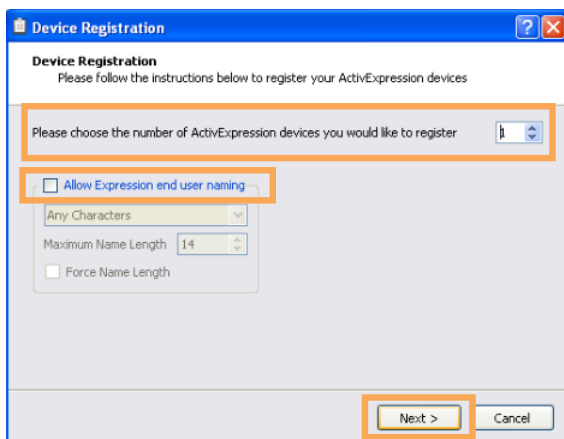 Device Registration
Device Registration
Please follow the instructions below to register your ActivExpression devices
Please choose the number of ActivExpression devices you would like to register 1
Allow Expression end user naming
Any Characters
Maximum Name Length 14
Force Name Length
Next > Cancel